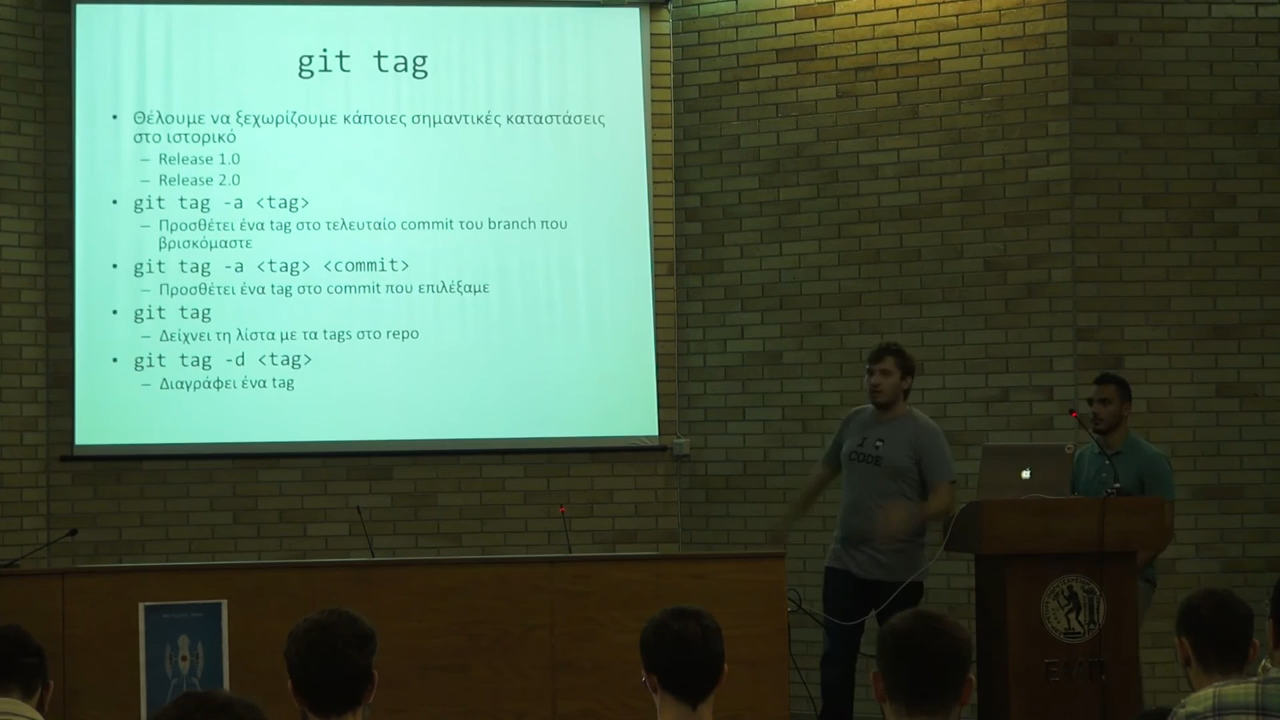 git tag
• Θέλουμε να ξεχωρίζουμε κάποιες σημαντικές καταστάσεις
στο ιστορικό
– Release 1.0
– Release 2.0
• git tag -a <tag>
– Προσθέτει ένα tag στο τελευταίο commit του branch που
βρισκόμαστε
• git tag -a <tag> <commit>
– Προσθέτει ένα tag στο commit που επιλέξαμε
• git tag
– Δείχνει τη λίστα με τα tags στο repo
• git tag -d <tag>
– Διαγράφει ένα tag
I
CODE
Ε.Μ.Π.